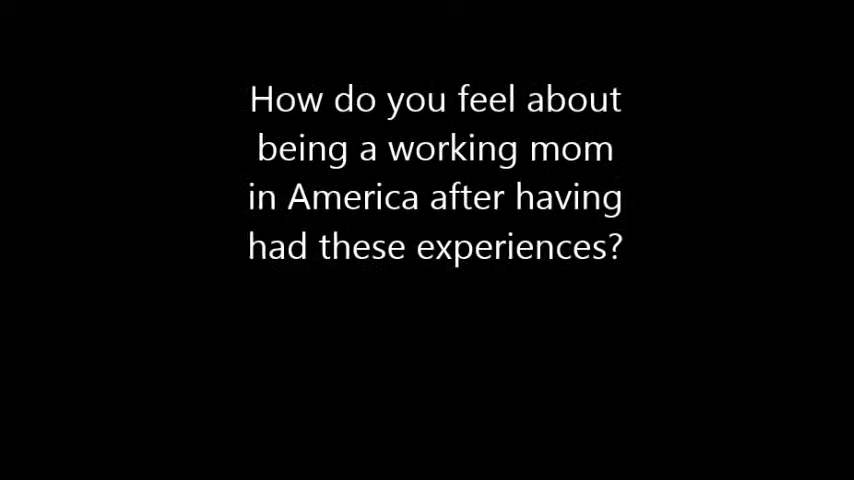 How do you feel about
being a working mom
in America after having
had these experiences?